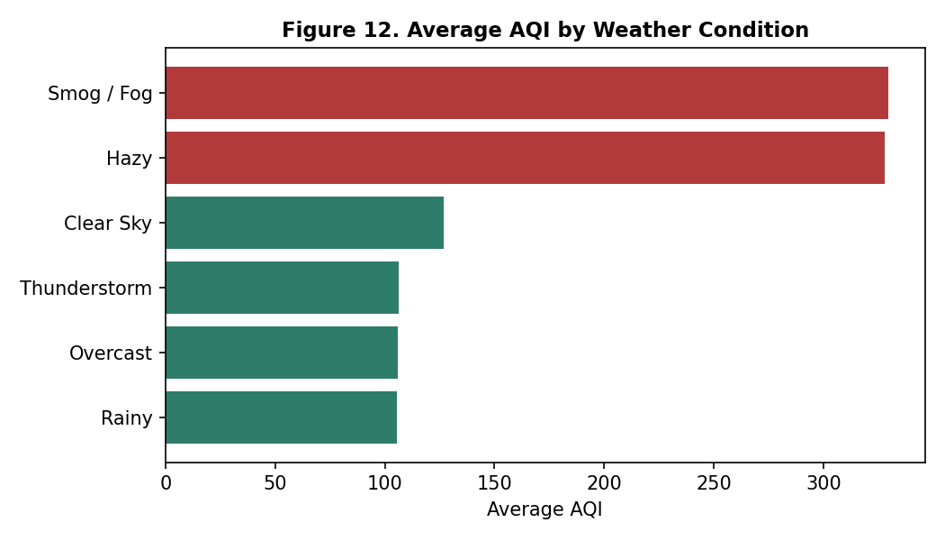 Figure 12. Average AQI by Weather Condition
Smog / Fog
Hazy
Clear Sky
Thunderstorm
Overcast
Rainy
0 50 100 150 200 250 300
Average AQI